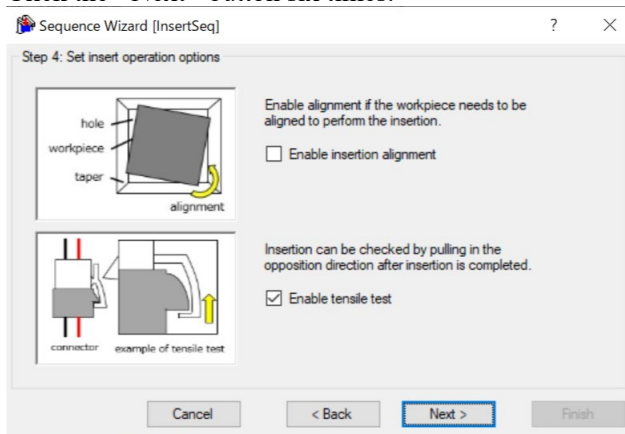 Sequence Wizard [InsertSeq]
Step 4: Set insert operation options
hole
workpiece
taper
alignment
Enable alignment if the workpiece needs to be
aligned to perform the insertion.
Enable insertion alignment
connector
example of tensile test
Insertion can be checked by pulling in the
opposition direction after insertion is completed.
Enable tensile test
Cancel
< Back
Next >
Finish